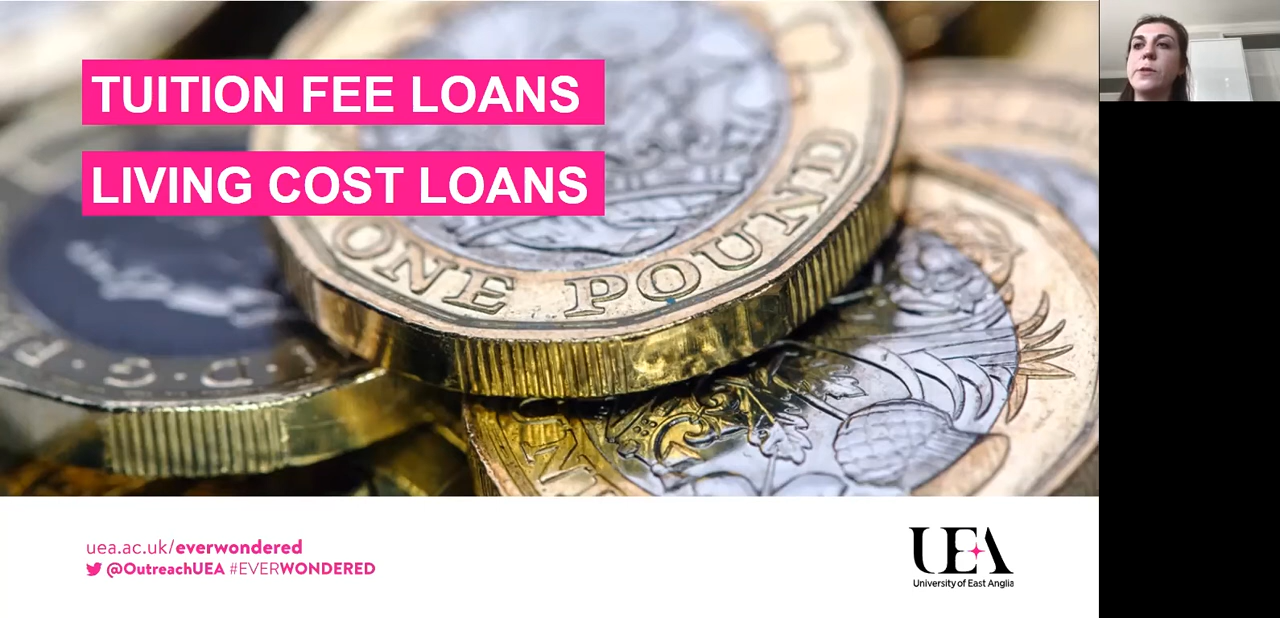 TUITION FEE LOANS
LIVING COST LOANS
ONE POUND
uea.ac.uk/everwondered
@OutreachUEA #EVERWONDERED
UEA
University of East Anglia